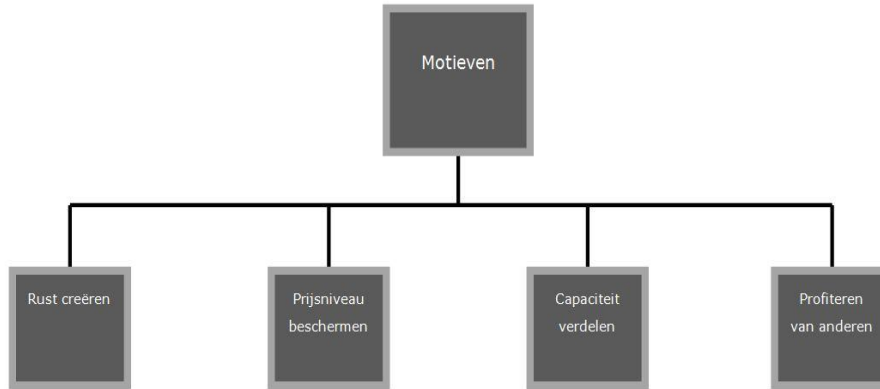 Motieven
Rust creëren
Prijsniveau
beschermen
Capaciteit
verdelen
Profiteren
van anderen